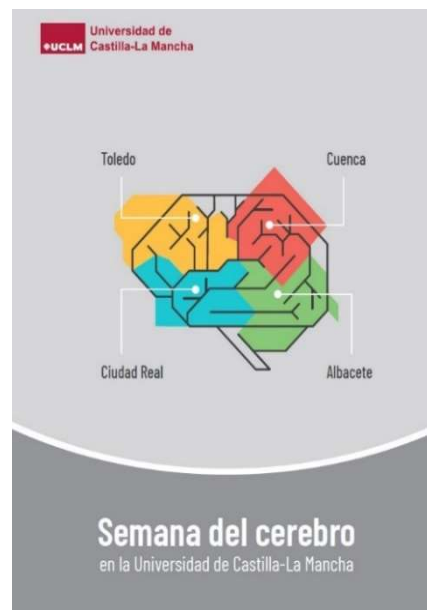 Universidad de
UCLM Castilla-La Mancha
Toledo
Cuenca
Ciudad Real
Albacete
Semana del cerebro
en la Universidad de Castilla-La Mancha